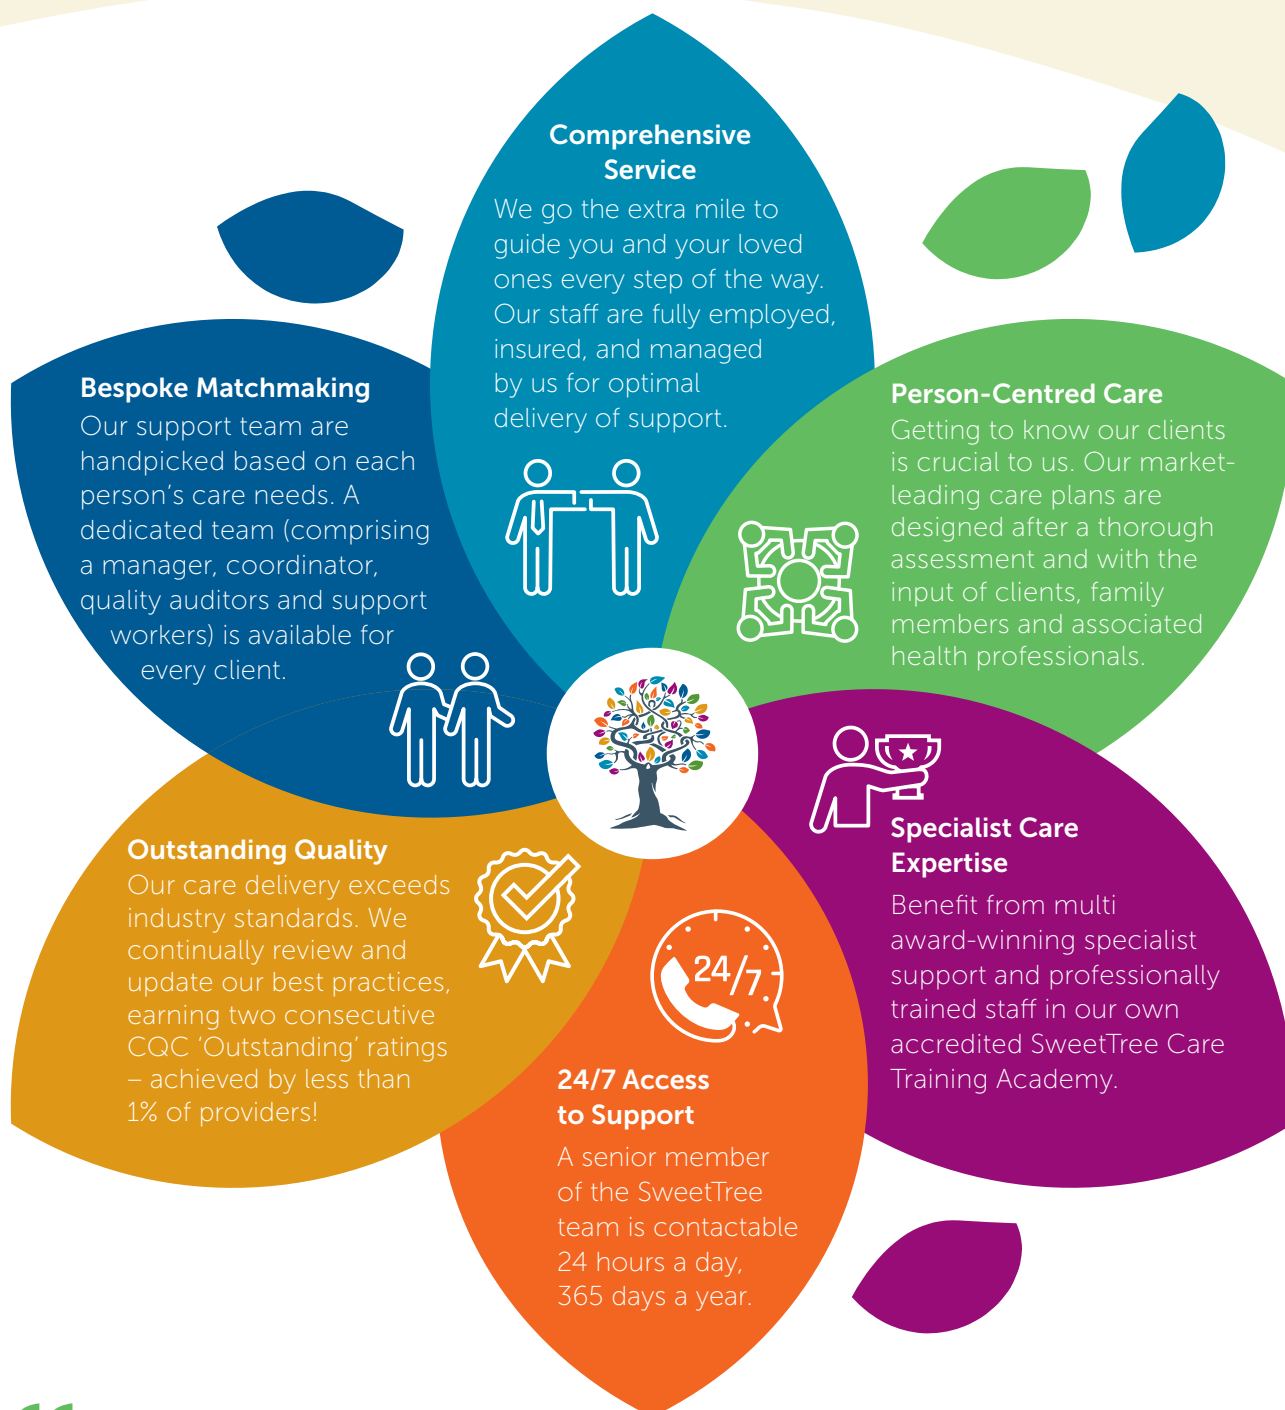 Comprehensive
Service
We go the extra mile to
guide you and your loved
ones every step of the way.
Our staff are fully employed,
insured, and managed
by us for optimal
delivery of support.
Bespoke Matchmaking
Our support team are
handpicked based on each
person's care needs. A
dedicated team (comprising
a manager, coordinator,
quality auditors and support
workers) is available for
every client.
Person-Centred Care
Getting to know our clients
is crucial to us. Our market-
leading care plans are
designed after a thorough
assessment and with the
input of clients, family
members and associated
health professionals.
Outstanding Quality
Our care delivery exceeds
industry standards. We
continually review and
update our best practices,
earning two consecutive
CQC 'Outstanding' ratings
– achieved by less than
1% of providers!
24/7
24/7 Access
to Support
A senior member
of the SweetTree
team is contactable
24 hours a day,
365 days a year.
Specialist Care
Expertise
Benefit from multi
award-winning specialist
support and professionally
trained staff in our own
accredited SweetTree Care
Training Academy.